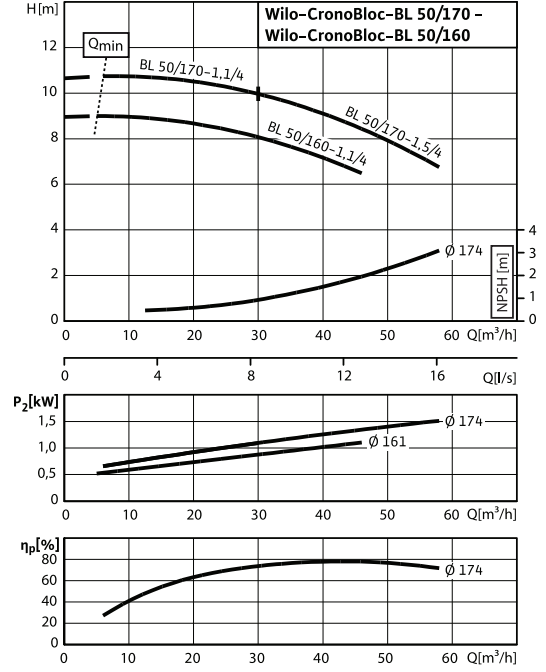 H[m]
Wilo–CronoBloc–BL 50/170 –
Wilo–CronoBloc–BL 50/160
12
Qmin
BL 50/170–1,1/4
10
BL 50/170–1,5/4
BL 50/160–1,1/4
8
6
4
4
Ø 174
3
2
2
1
NPSH [m]
0
0
0 10 20 30 40 50 60 Q[m³/h]
0 4 8 12 16 Q[l/s]
P₂[kW]
1,5
Ø 174
Ø 161
1,0
0,5
0
0 10 20 30 40 50 60 Q[m³/h]
ηp[%]
80
Ø 174
60
40
20
0
0 10 20 30 40 50 60 Q[m³/h]